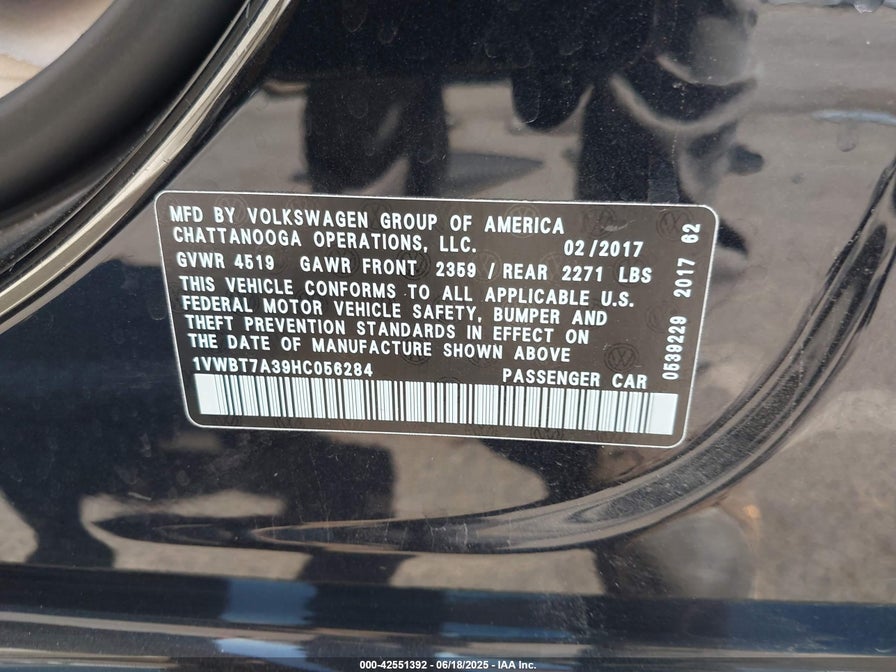 MFD BY VOLKSWAGEN GROUP OF AMERICA
CHATTANOOGA OPERATIONS, LLC. 02/2017
GVWR 4519 GAWR FRONT 2359 / REAR 2271 LBS
THIS VEHICLE CONFORMS TO ALL APPLICABLE U.S.
FEDERAL MOTOR VEHICLE SAFETY, BUMPER AND
THEFT PREVENTION STANDARDS IN EFFECT ON
THE DATE OF MANUFACTURE SHOWN ABOVE
1VWBT7A39HC056284 PASSENGER CAR
0539229 2017 62
000-42551392 - 06/18/2025 - IAA Inc.